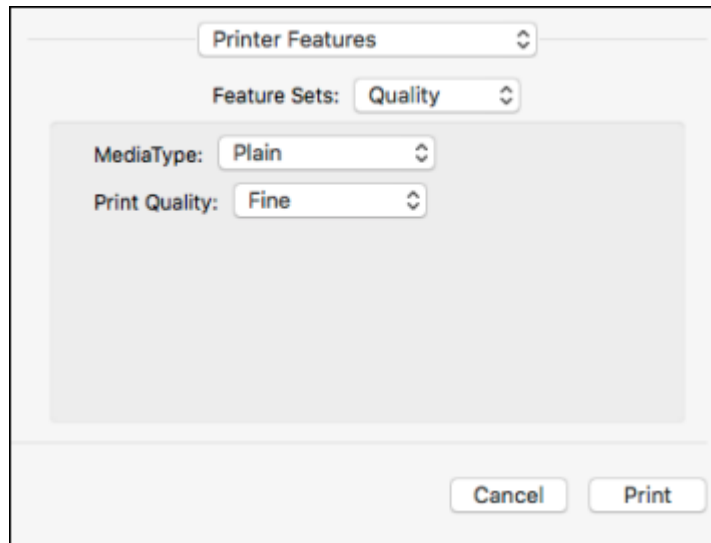 Printer Features
Feature Sets: Quality
MediaType: Plain
Print Quality: Fine
Cancel Print